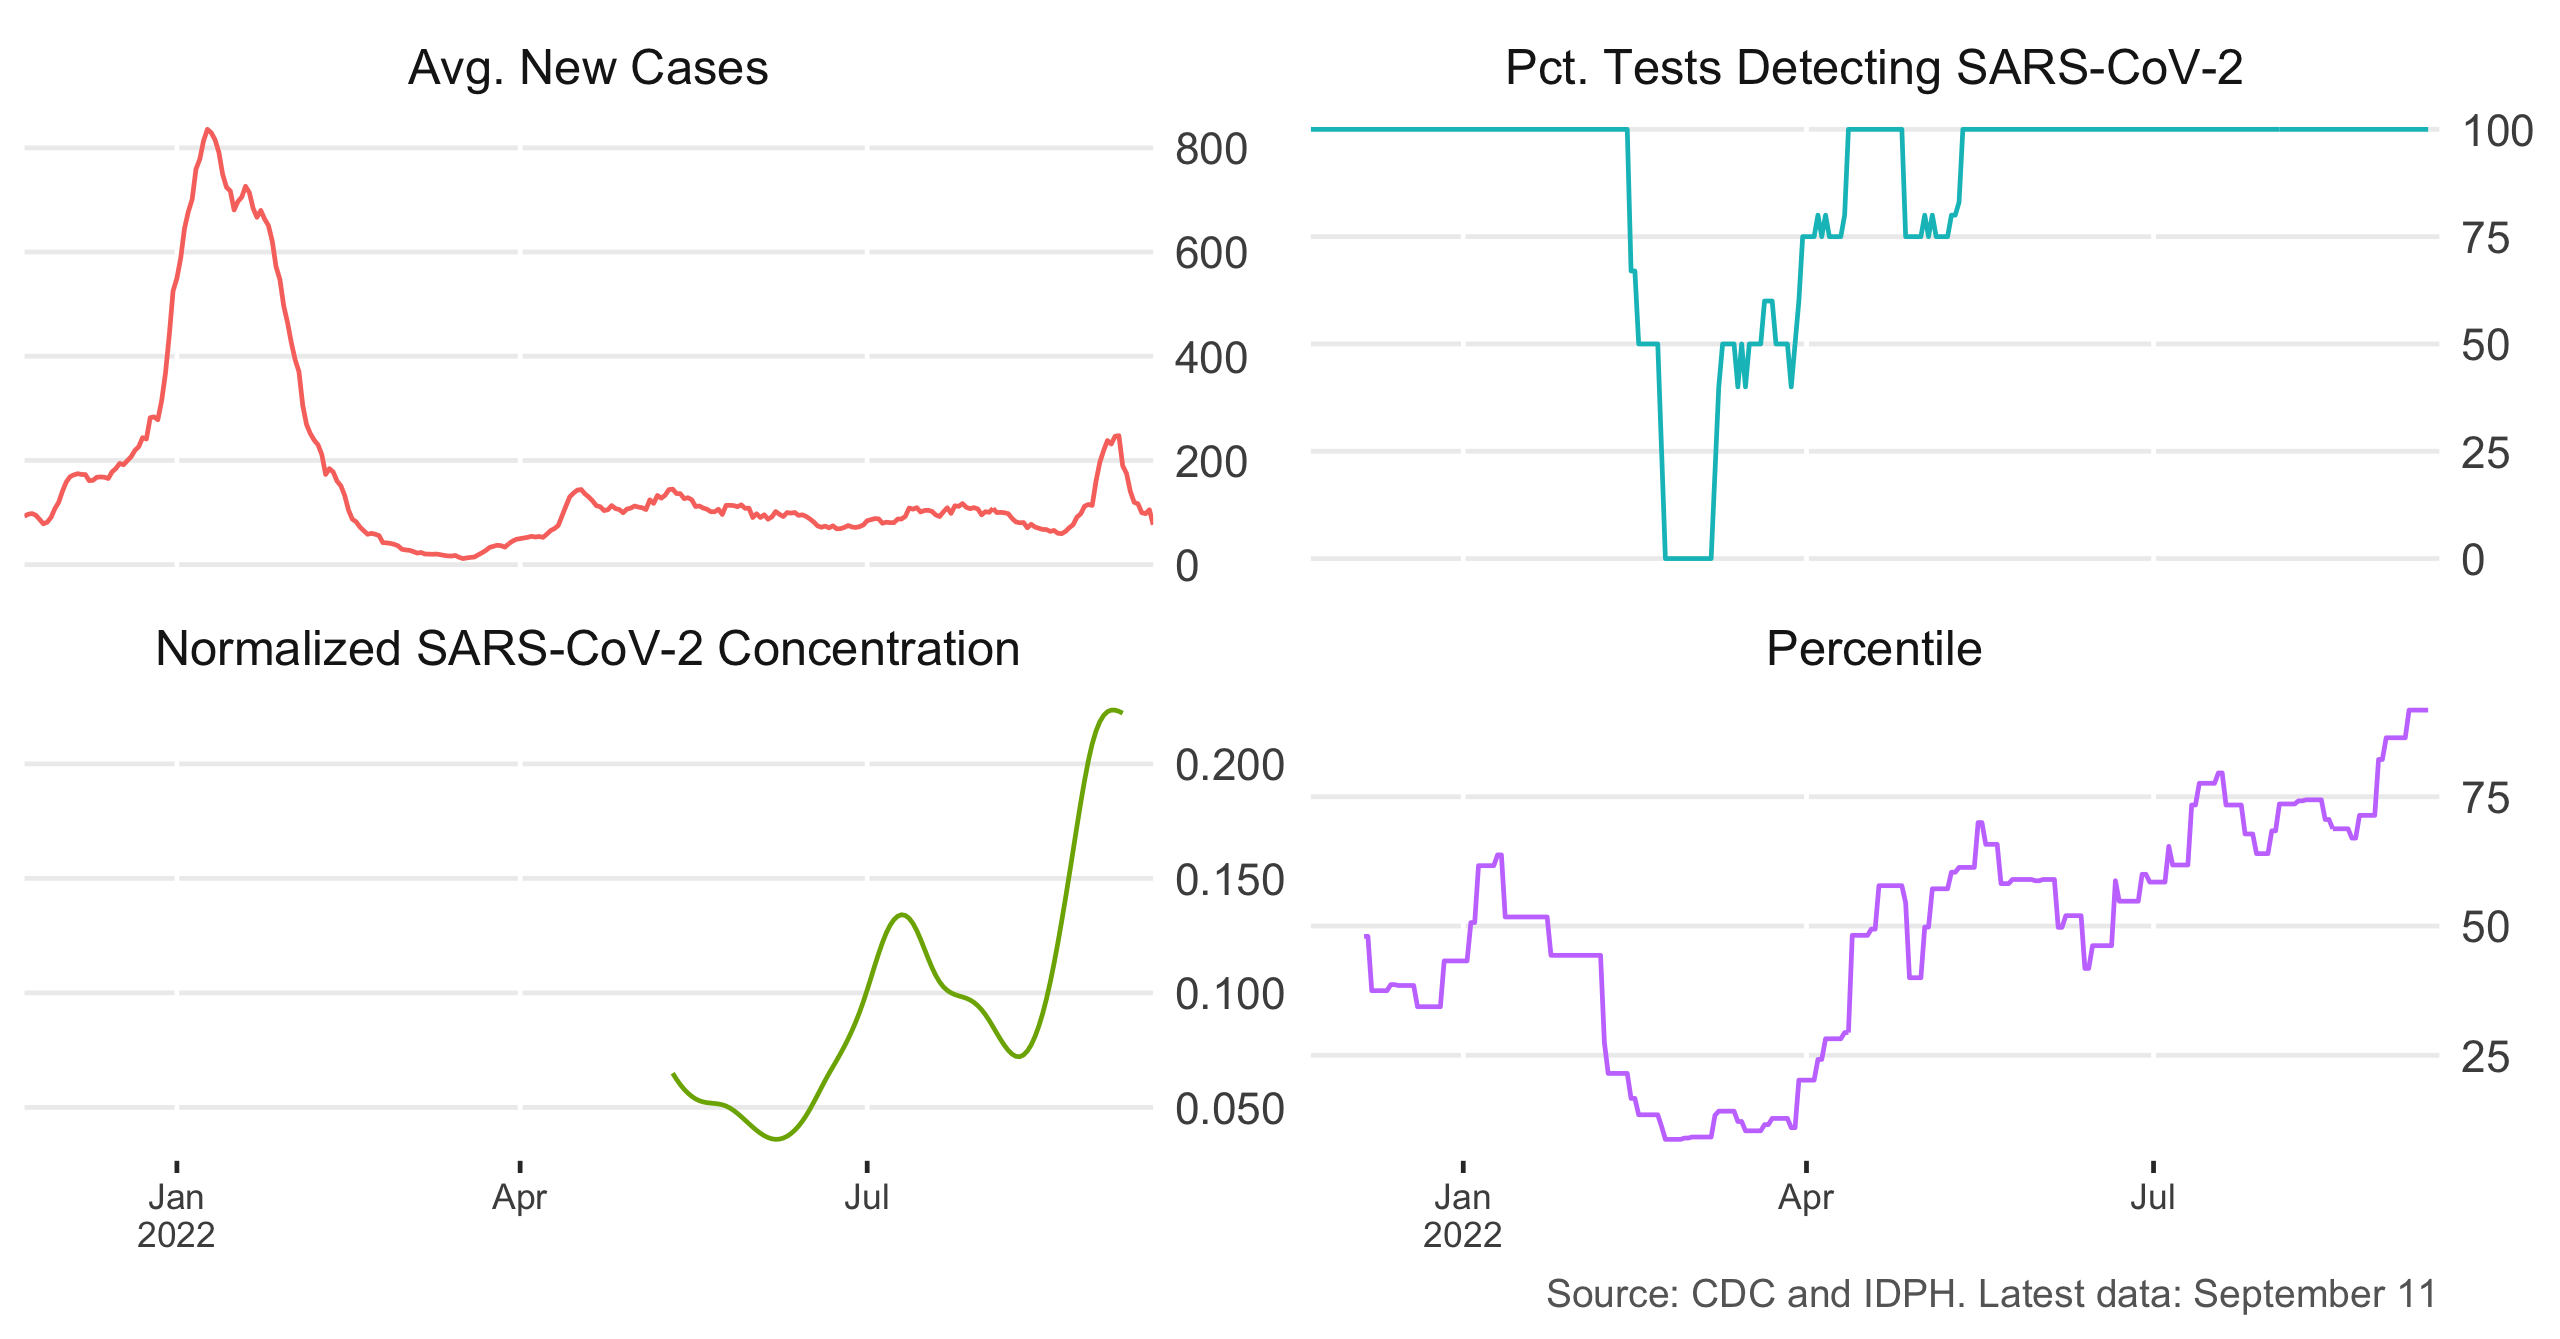 Avg. New Cases
800
600
400
200
0
Pct. Tests Detecting SARS-CoV-2
100
75
50
25
0
Normalized SARS-CoV-2 Concentration
0.200
0.150
0.100
0.050
Jan
2022
Apr
Jul
Percentile
75
50
25
Jan
2022
Apr
Jul
Source: CDC and IDPH. Latest data: September 11